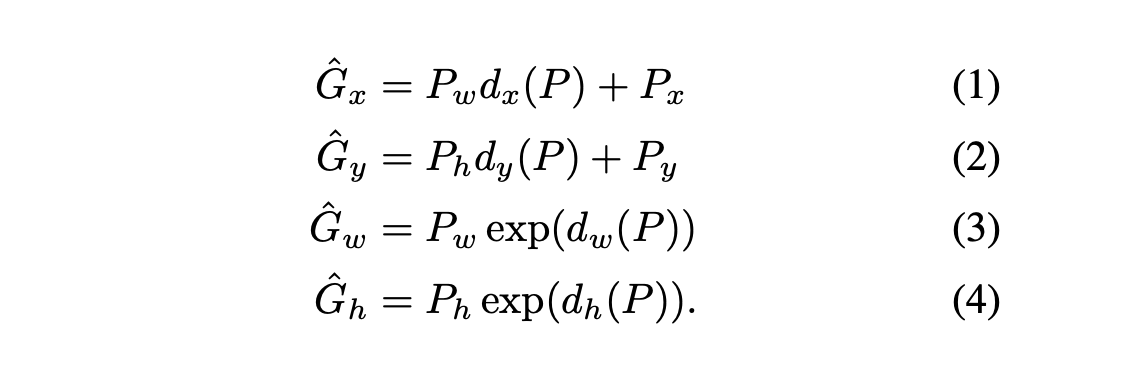 Ĝ_x = P_w d_x(P) + P_x (1)
Ĝ_y = P_h d_y(P) + P_y (2)
Ĝ_w = P_w exp(d_w(P)) (3)
Ĝ_h = P_h exp(d_h(P)). (4)